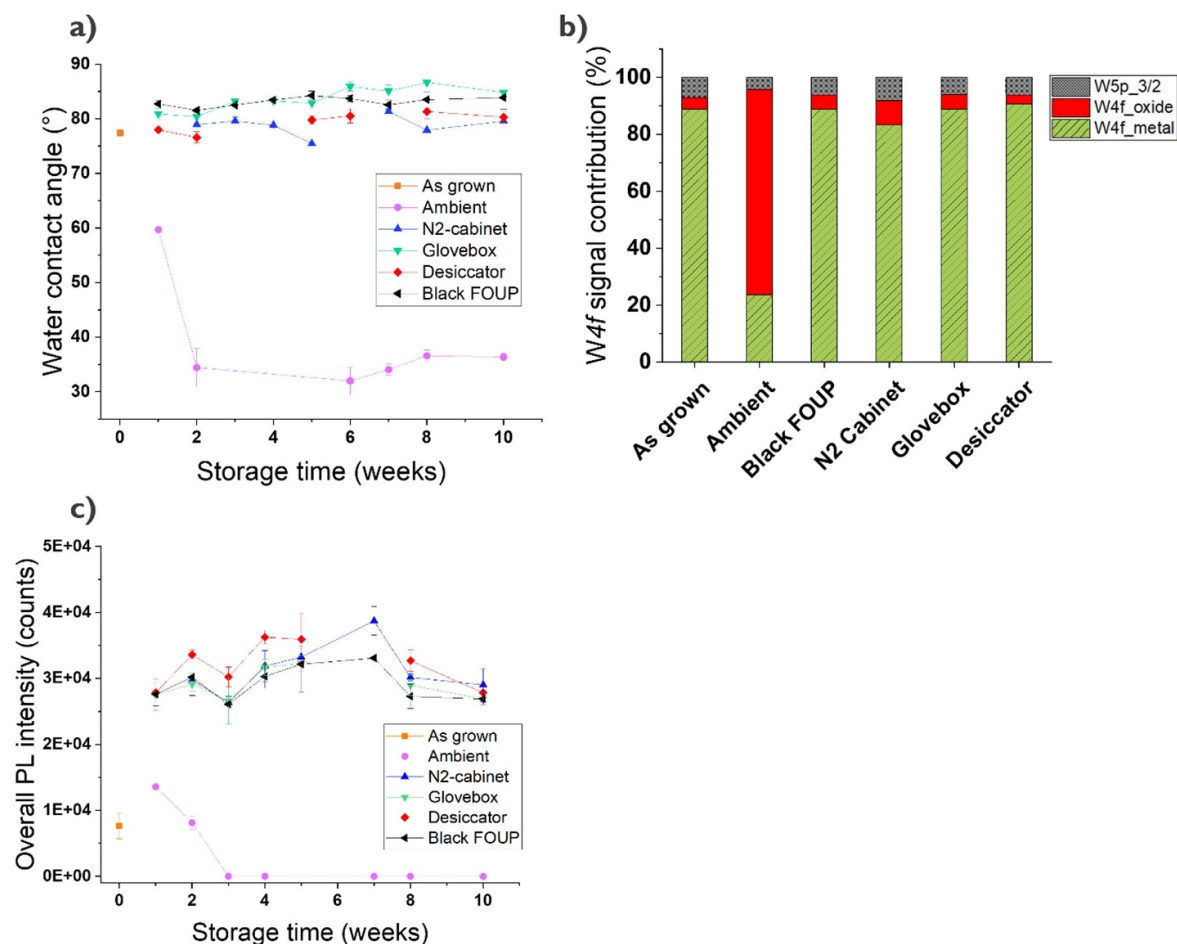 a)
Water contact angle (°)
90
80
70
60
50
40
30
0 2 4 6 8 10
Storage time (weeks)
As grown
Ambient
N2-cabinet
Glovebox
Desiccator
Black FOUP
b)
W4f signal contribution (%)
100
80
60
40
20
0
As grown
Ambient
Black FOUP
N2 Cabinet
Glovebox
Desiccator
W5p_3/2
W4f_oxide
W4f_metal
c)
Overall PL intensity (counts)
5E+04
4E+04
3E+04
2E+04
1E+04
0E+00
0 2 4 6 8 10
Storage time (weeks)
As grown
Ambient
N2-cabinet
Glovebox
Desiccator
Black FOUP